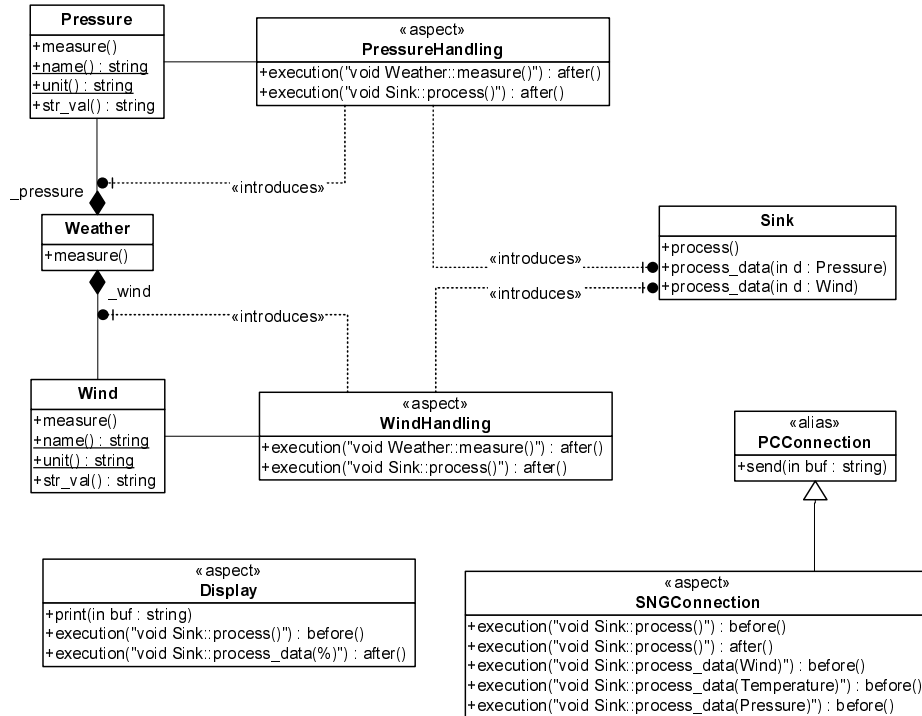 Pressure
+measure()
+name() : string
+unit() : string
+str_val() : string
«aspect»
PressureHandling
+execution("void Weather::measure()") : after()
+execution("void Sink::process()") : after()
_pressure
«introduces»
Weather
+measure()
_wind
«introduces»
Sink
+process()
+process_data(in d : Pressure)
+process_data(in d : Wind)
«introduces»
«introduces»
Wind
+measure()
+name() : string
+unit() : string
+str_val() : string
«aspect»
WindHandling
+execution("void Weather::measure()") : after()
+execution("void Sink::process()") : after()
«alias»
PCConnection
+send(in buf : string)
«aspect»
Display
+print(in buf : string)
+execution("void Sink::process()") : before()
+execution("void Sink::process_data(%)") : after()
«aspect»
SNGConnection
+execution("void Sink::process()") : before()
+execution("void Sink::process()") : after()
+execution("void Sink::process_data(Wind)") : before()
+execution("void Sink::process_data(Temperature)") : before()
+execution("void Sink::process_data(Pressure)") : before()